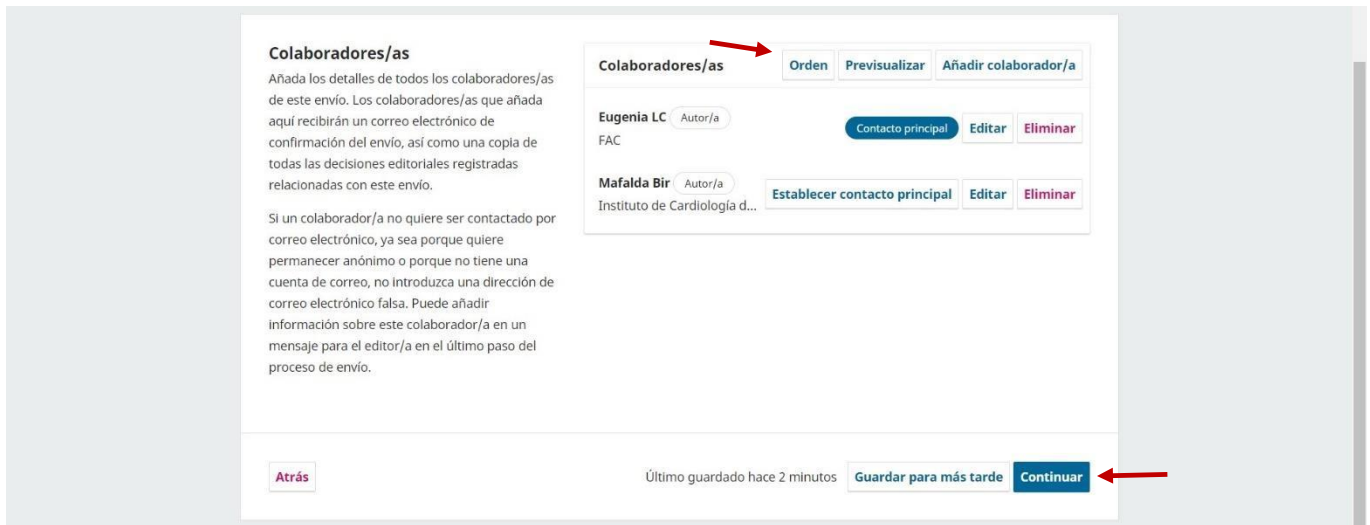 Colaboradores/as
Añada los detalles de todos los colaboradores/as
de este envío. Los colaboradores/as que añada
aquí recibirán un correo electrónico de
confirmación del envío, así como una copia de
todas las decisiones editoriales registradas
relacionadas con este envío.
Si un colaborador/a no quiere ser contactado por
correo electrónico, ya sea porque quiere
permanecer anónimo o porque no tiene una
cuenta de correo, no introduzca una dirección de
correo electrónico falsa. Puede añadir
información sobre este colaborador/a en un
mensaje para el editor/a en el último paso del
proceso de envío.
Colaboradores/as Orden Previsualizar Añadir colaborador/a
Eugenia LC Autor/a Contacto principal Editar Eliminar
FAC
Mafalda Bir Autor/a Establecer contacto principal Editar Eliminar
Instituto de Cardiología d...
Atrás Último guardado hace 2 minutos Guardar para más tarde Continuar